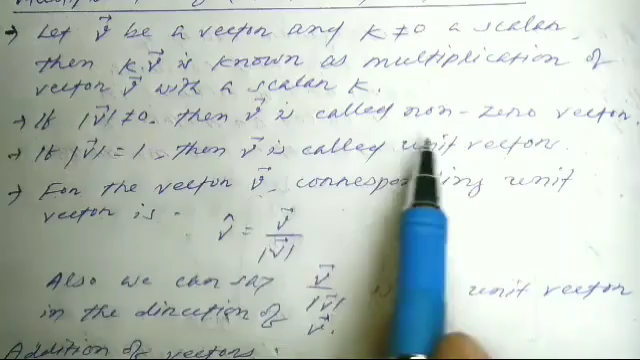 → Let v⃗ be a vector and k ≠ 0 a scalar,
then k v⃗ is known as multiplication of
vector v⃗ with a scalar k.
→ If |v⃗| ≠ 0, then v⃗ is called non-zero vector.
→ If |v⃗| = 1, then v⃗ is called unit vector.
→ For the vector v⃗, corresponding unit
vector is v̂ = v⃗ / |v⃗|
Also we can say v⃗ / |v⃗| unit vector
in the direction of v⃗.
Addition of vectors.